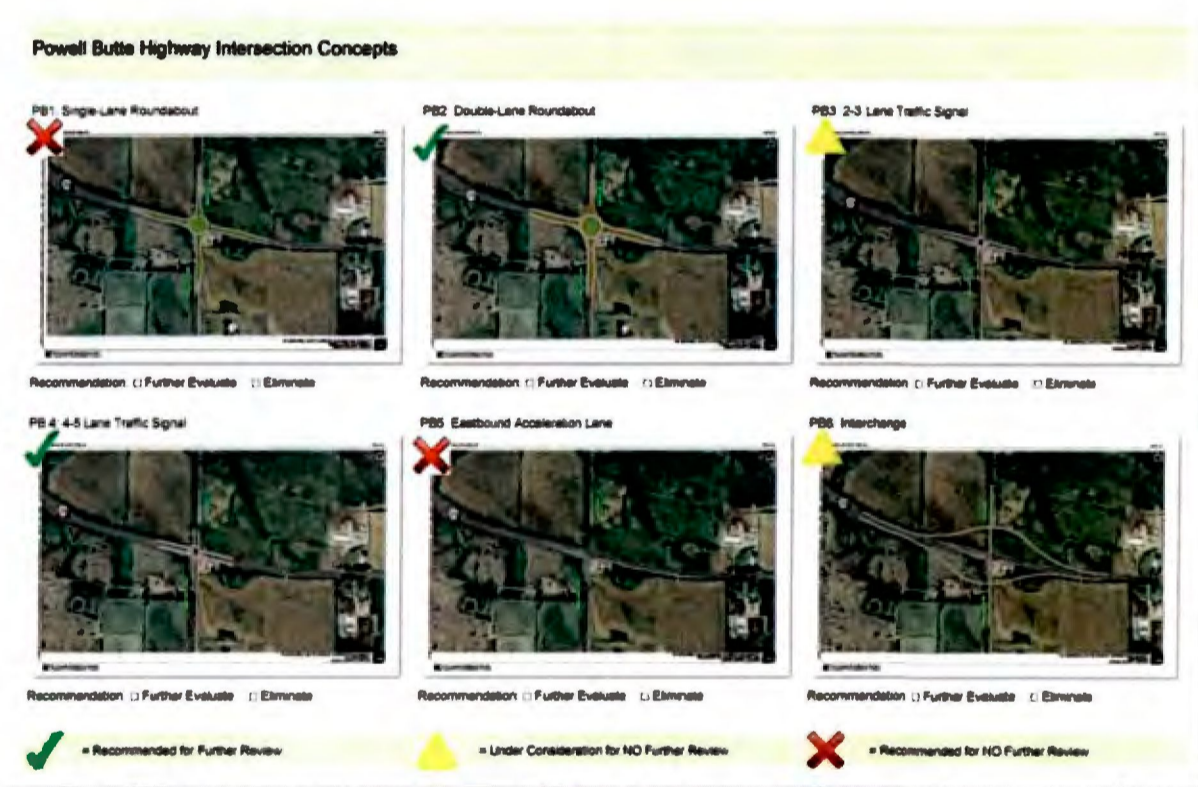 Powell Butte Highway Intersection Concepts
PB1 Single-Lane Roundabout
PB2 Double-Lane Roundabout
PB3 2-3 Lane Traffic Signal
Recommendation □ Further Evaluate □ Eliminate
Recommendation □ Further Evaluate □ Eliminate
Recommendation □ Further Evaluate □ Eliminate
PB 4: 4-5 Lane Traffic Signal
PB5 Eastbound Acceleration Lane
PB6 Interchange
Recommendation □ Further Evaluate □ Eliminate
Recommendation □ Further Evaluate □ Eliminate
Recommendation □ Further Evaluate □ Eliminate
= Recommended for Further Review
= Under Consideration for NO Further Review
= Recommended for NO Further Review